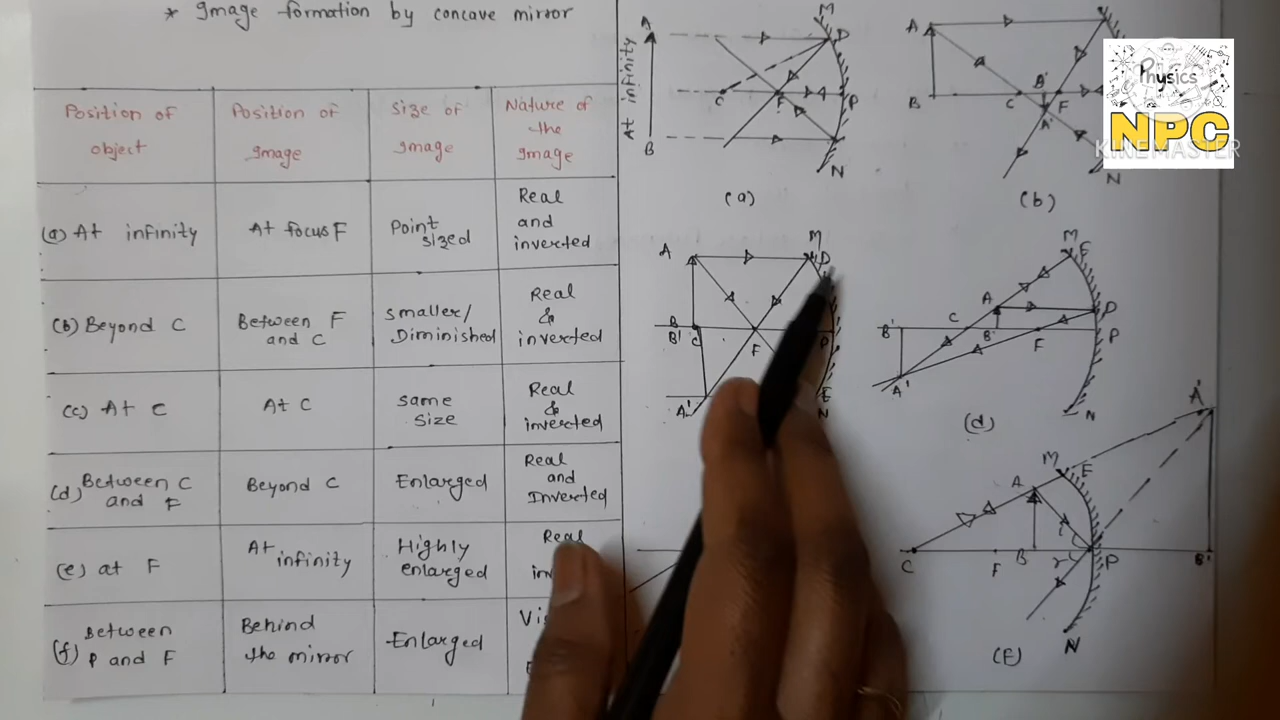 * Image formation by concave mirror
Position of object
Position of Image
Size of Image
Nature of the Image
(a) At infinity
At focus F
Point sized
Real and inverted
(b) Beyond C
Between F and C
smaller/ Diminished
Real & inverted
(c) At C
At C
same size
Real & inverted
(d) Between C and F
Beyond C
Enlarged
Real and Inverted
(e) at F
At infinity
Highly enlarged
Real
(f) Between P and F
Behind the mirror
Enlarged
At infinity
A
B
M
D
C
F
P
N
(a)
A
B
C
B'
F
A'
N
(b)
Physics
NPC
KINEMASTER
A
M
D
B
B'
C
F
P
A'
E
N
M
E
A
D
B'
C
B
F
P
A'
N
(d)
A'
M
E
A
C
F
B
i
r
P
B'
N
(F)